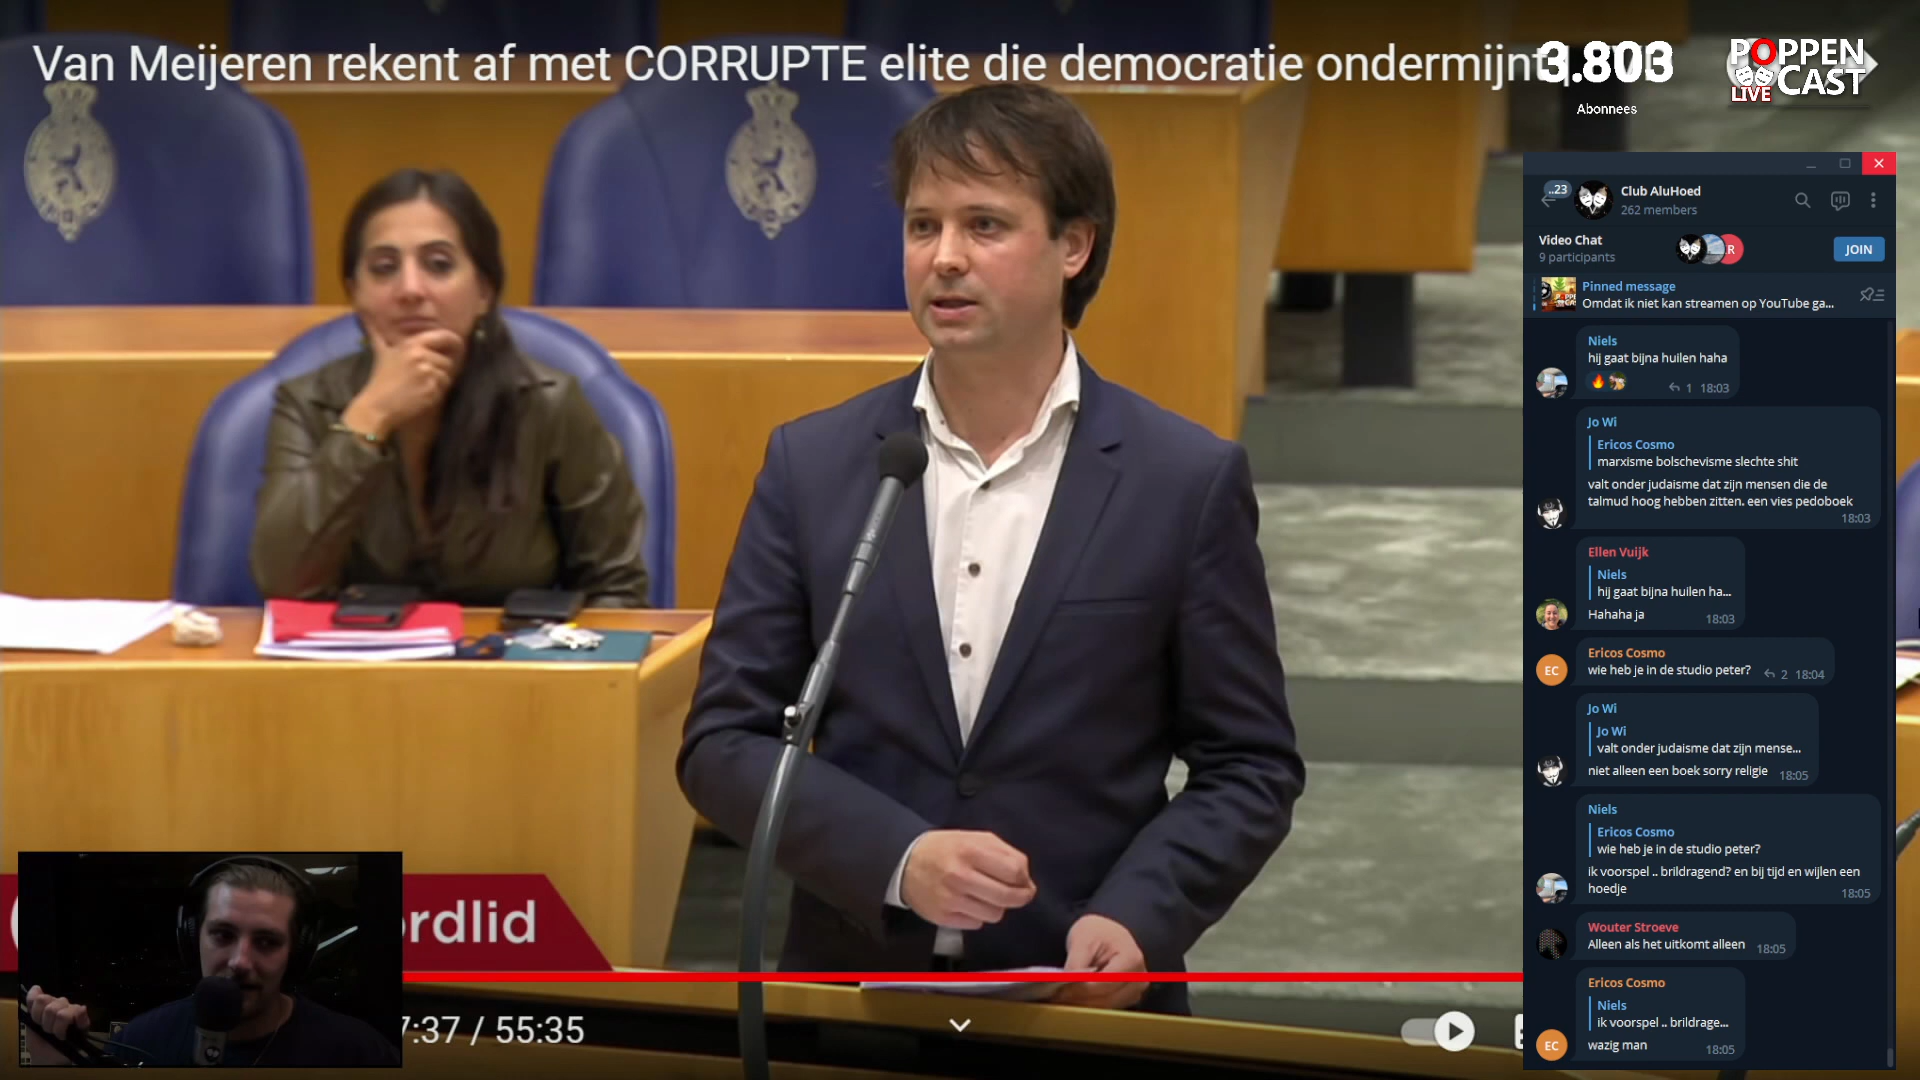 Van Meijeren rekent af met CORRUPTE elite die democratie ondermijnt
3.803
Abonnees
POPPEN
CAST
LIVE
..23
Club AluHoed
262 members
Video Chat
9 participants
R
JOIN
Pinned message
Omdat ik niet kan streamen op YouTube ga...
Niels
hij gaat bijna huilen haha
1 18:03
Jo Wi
Ericos Cosmo
marxisme bolschevisme slechte shit
valt onder judaisme dat zijn mensen die de
talmud hoog hebben zitten. een vies pedoboek
18:03
Ellen Vuijk
Niels
hij gaat bijna huilen ha...
Hahaha ja
18:03
Ericos Cosmo
EC
wie heb je in de studio peter?
2 18:04
Jo Wi
Jo Wi
valt onder judaisme dat zijn mense...
niet alleen een boek sorry religie
18:05
Niels
Ericos Cosmo
wie heb je in de studio peter?
ik voorspel .. brildragend? en bij tijd en wijlen een
hoedje
18:05
Wouter Stroeve
Alleen als het uitkomt alleen
18:05
Ericos Cosmo
Niels
ik voorspel .. brildrage...
EC
wazig man
18:05
ordlid
7:37 / 55:35